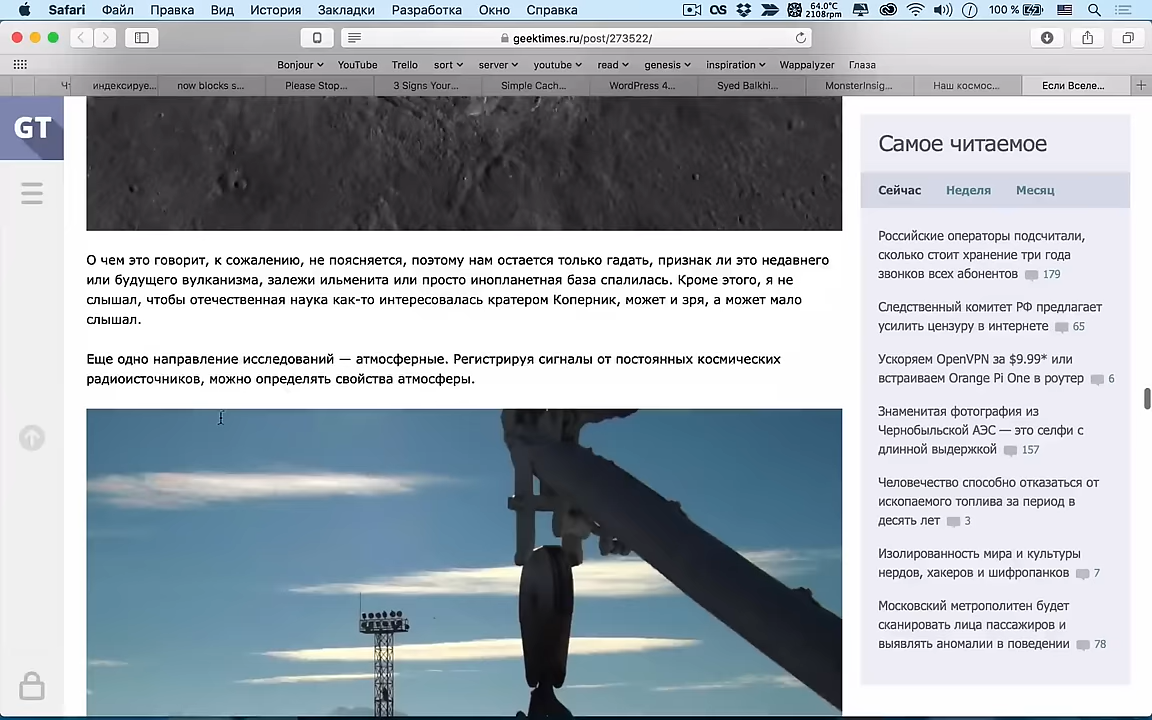 Safari Файл Правка Вид История Закладки Разработка Окно Справка
64.0°C
2108rpm
100 %
geektimes.ru/post/273522/
Bonjour YouTube Trello sort server youtube read genesis inspiration Wappalyzer Глаза
индексируе... now blocks s... Please Stop... 3 Signs Your... Simple Cach... WordPress 4... Syed Balkhi... MonsterInsig... Наш космос... Если Вселе...
GT
О чем это говорит, к сожалению, не поясняется, поэтому нам остается только гадать, признак ли это недавнего
или будущего вулканизма, залежи ильменита или просто инопланетная база спалилась. Кроме этого, я не
слышал, чтобы отечественная наука как-то интересовалась кратером Коперник, может и зря, а может мало
слышал.
Еще одно направление исследований — атмосферные. Регистрируя сигналы от постоянных космических
радиоисточников, можно определять свойства атмосферы.
Самое читаемое
Сейчас Неделя Месяц
Российские операторы подсчитали,
сколько стоит хранение три года
звонков всех абонентов 179
Следственный комитет РФ предлагает
усилить цензуру в интернете 65
Ускоряем OpenVPN за $9.99* или
встраиваем Orange Pi One в роутер 6
Знаменитая фотография из
Чернобыльской АЭС — это селфи с
длинной выдержкой 157
Человечество способно отказаться от
ископаемого топлива за период в
десять лет 3
Изолированность мира и культуры
нердов, хакеров и шифропанков 7
Московский метрополитен будет
сканировать лица пассажиров и
выявлять аномалии в поведении 78